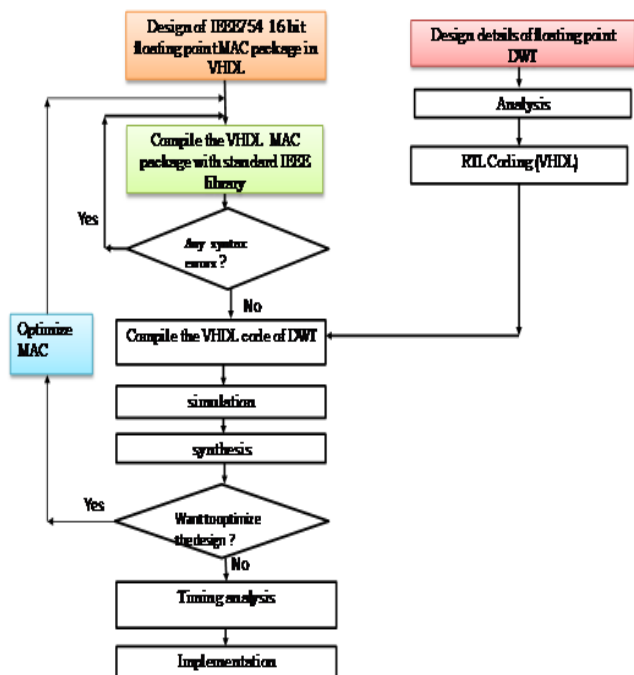 Design of IEEE754 16 bit
floating point MAC package in
VHDL
Design details of floating point
DWT
Analysis
RTL Coding (VHDL)
Compile the VHDL MAC
package with standard IEEE
library
Yes
Any syntax
errors ?
No
Optimize
MAC
Compile the VHDL code of DWT
simulation
synthesis
Yes
Want to optimize
the design ?
No
Timing analysis
Implementation